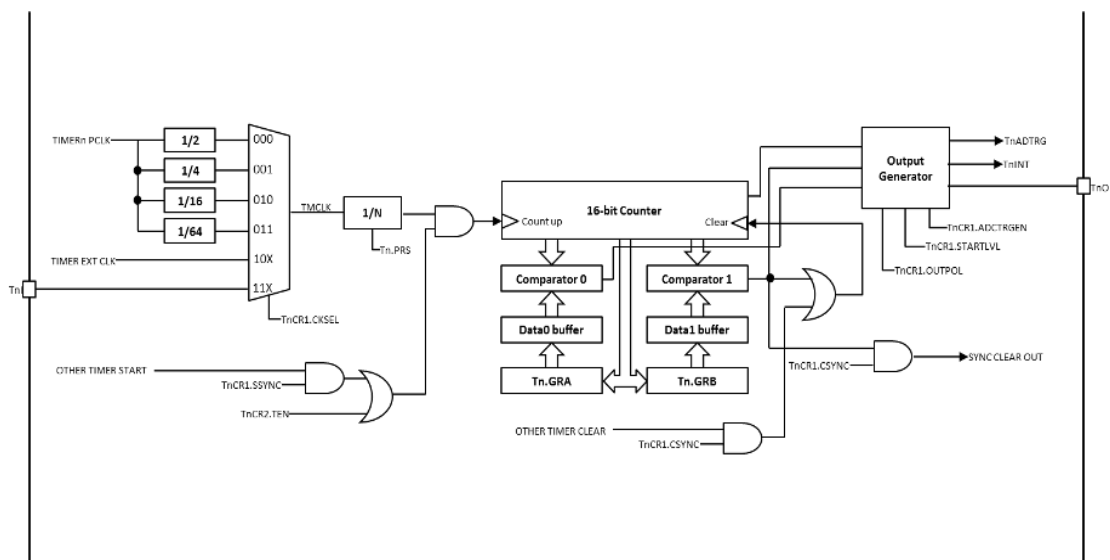 TIMERn PCLK
1/2
000
1/4
001
1/16
010
1/64
011
TIMER EXT CLK
10X
11X
TnCR1.CKSEL
TMCLK
1/N
Tn.PRS
OTHER TIMER START
TnCR1.SSYNC
TnCR2.TEN
16-bit Counter
Count up
Clear
Comparator 0
Comparator 1
Data0 buffer
Data1 buffer
Tn.GRA
Tn.GRB
OTHER TIMER CLEAR
TnCR1.CSYNC
Output
Generator
TnADTRG
TnINT
TnO
TnCR1.ADCTRGEN
TnCR1.STARTLVL
TnCR1.OUTPOL
TnCR1.CSYNC
SYNC CLEAR OUT